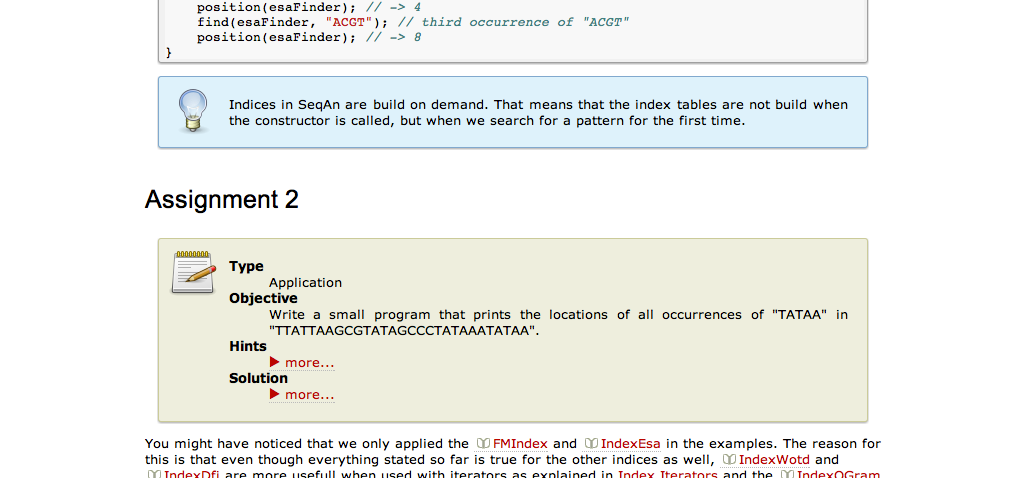 position(esaFinder); // -> 4
find(esaFinder, "ACGT"); // third occurrence of "ACGT"
position(esaFinder); // -> 8
}
Indices in SeqAn are build on demand. That means that the index tables are not build when
the constructor is called, but when we search for a pattern for the first time.
Assignment 2
Type
Application
Objective
Write a small program that prints the locations of all occurrences of "TATAA" in
"TTATTAAGCGTATAGCCCTATAAATATAA".
Hints
▶ more...
Solution
▶ more...
You might have noticed that we only applied the FMIndex and IndexEsa in the examples. The reason for
this is that even though everything stated so far is true for the other indices as well, IndexWotd and
IndexDfi are more usefull when used with iterators as explained in Index Iterators and the IndexQGram